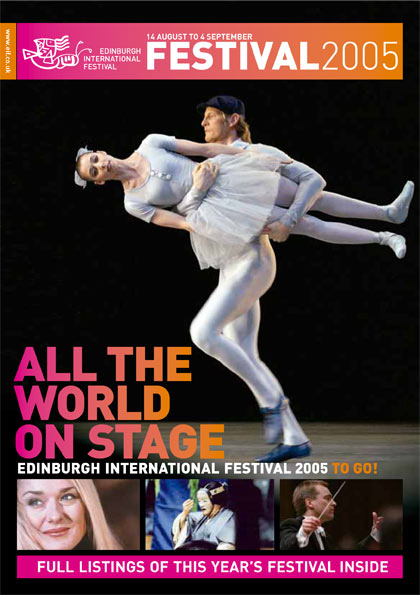 www.eif.co.uk
EDINBURGH
INTERNATIONAL
FESTIVAL
14 AUGUST TO 4 SEPTEMBER
FESTIVAL2005
ALL THE
WORLD
ON STAGE
EDINBURGH INTERNATIONAL FESTIVAL 2005 TO GO!
FULL LISTINGS OF THIS YEAR'S FESTIVAL INSIDE